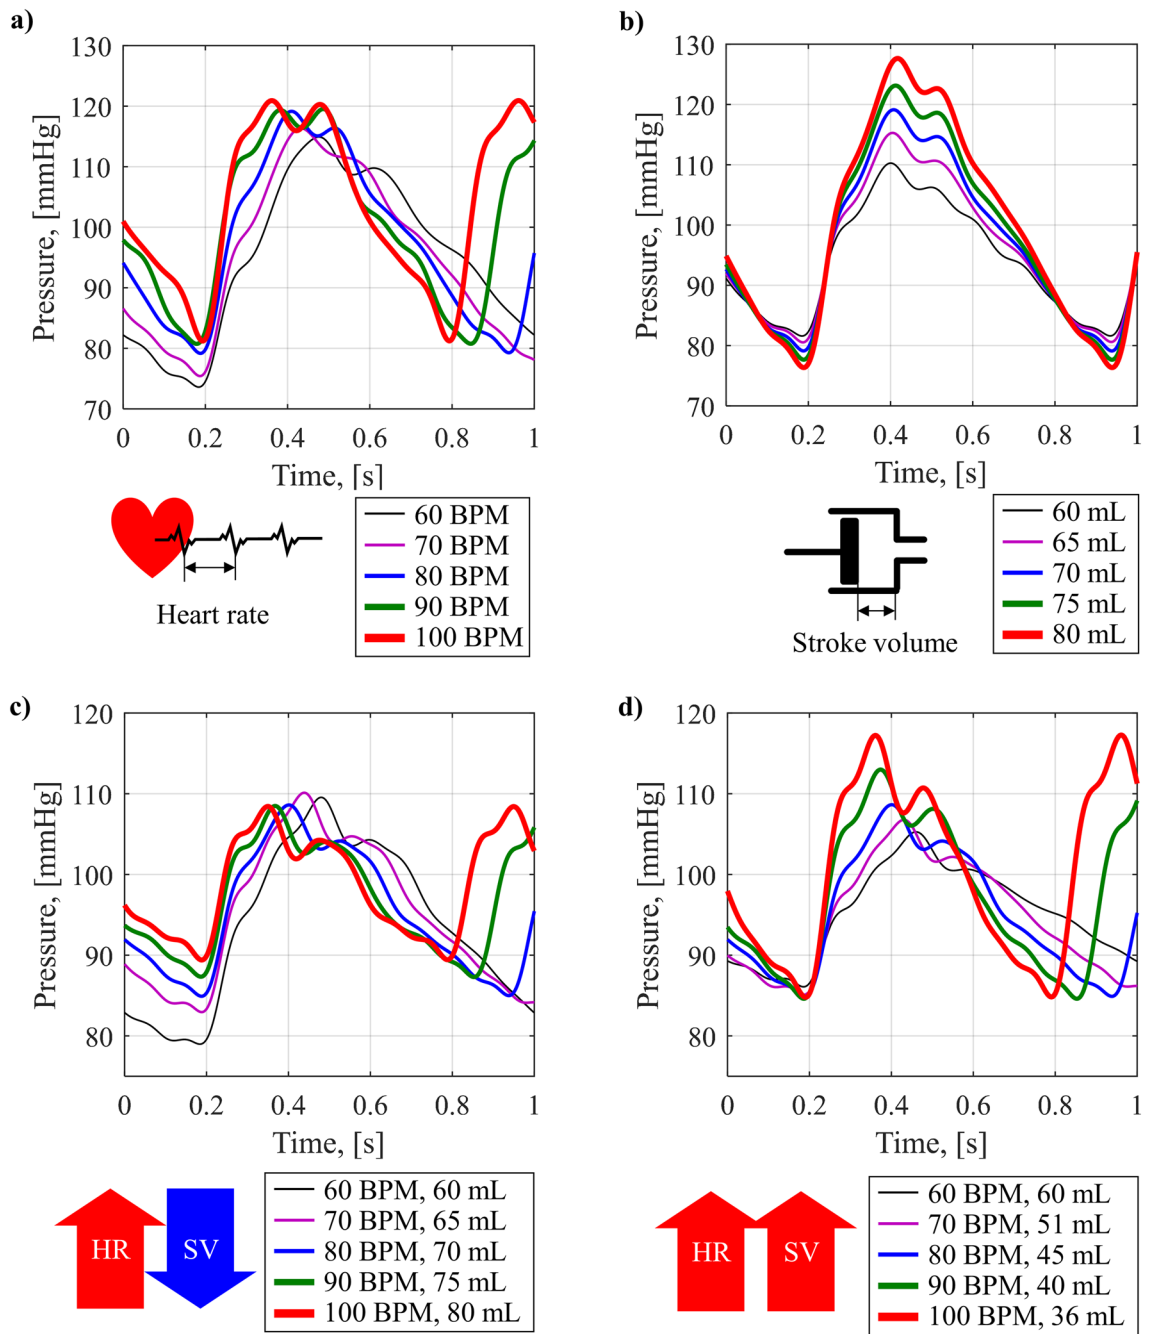 a)
130
120
110
100
90
80
70
Pressure, [mmHg]
0 0.2 0.4 0.6 0.8 1
Time, [s]
Heart rate
60 BPM
70 BPM
80 BPM
90 BPM
100 BPM
b)
130
120
110
100
90
80
70
Pressure, [mmHg]
0 0.2 0.4 0.6 0.8 1
Time, [s]
Stroke volume
60 mL
65 mL
70 mL
75 mL
80 mL
c)
120
110
100
90
80
Pressure, [mmHg]
0 0.2 0.4 0.6 0.8 1
Time, [s]
HR SV
60 BPM, 60 mL
70 BPM, 65 mL
80 BPM, 70 mL
90 BPM, 75 mL
100 BPM, 80 mL
d)
120
110
100
90
80
Pressure, [mmHg]
0 0.2 0.4 0.6 0.8 1
Time, [s]
HR SV
60 BPM, 60 mL
70 BPM, 51 mL
80 BPM, 45 mL
90 BPM, 40 mL
100 BPM, 36 mL